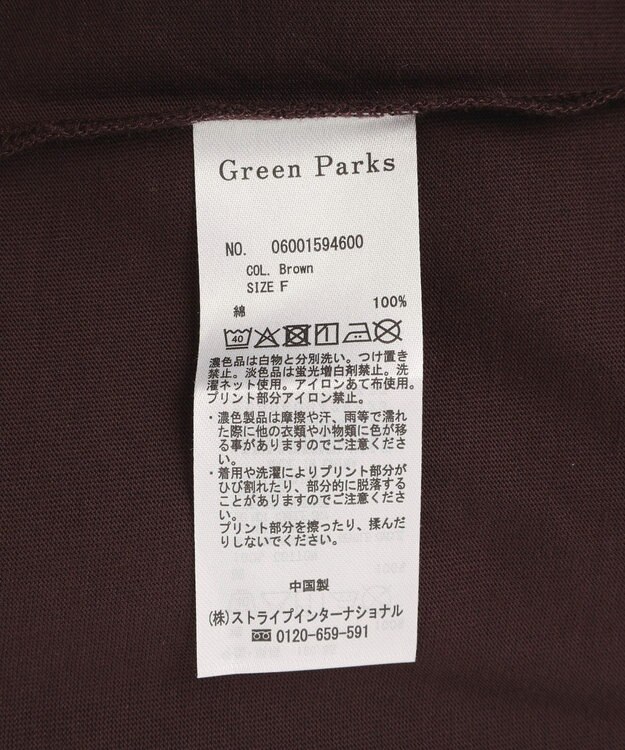 Green Parks
NO. 06001594600
COL. Brown
SIZE F
綿 100%
40
濃色品は白物と分別洗い。つけ置き
禁止。淡色品は蛍光増白剤禁止。洗
濯ネット使用。アイロンあて布使用。
プリント部分アイロン禁止。
・濃色製品は摩擦や汗、雨等で濡れ
た際に他の衣類や小物類に色が移
る事がありますのでご注意くださ
い。
・着用や洗濯によりプリント部分が
ひび割れたり、部分的に脱落する
ことがありますのでご注意くださ
い。
プリント部分を擦ったり、揉んだ
りしないでください。
中国製
(株)ストライプインターナショナル
0120-659-591